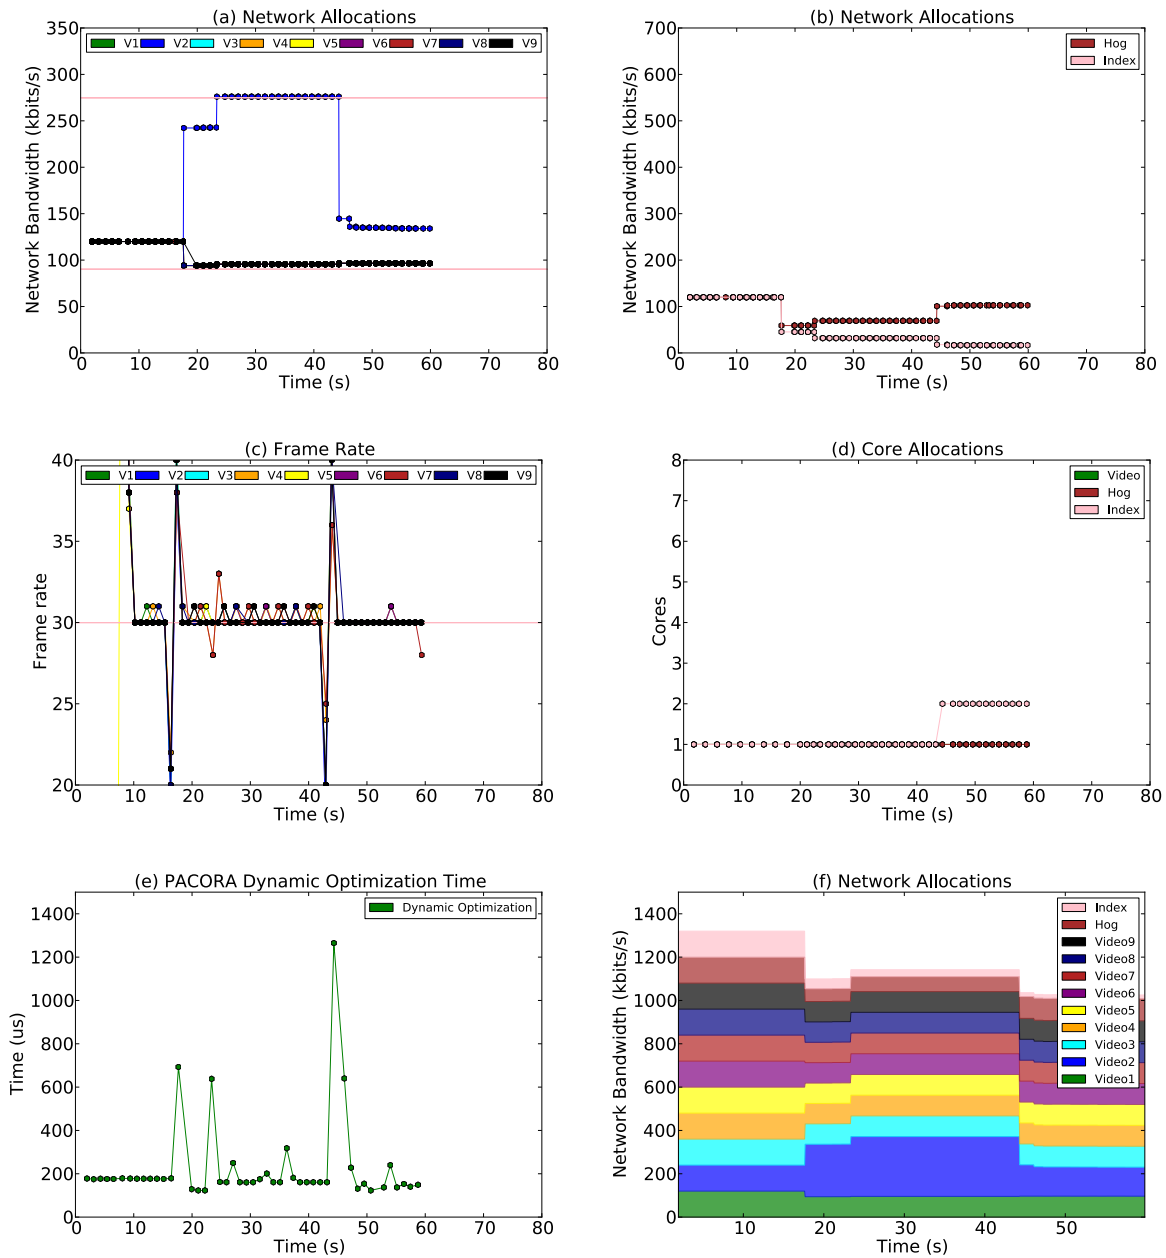 (a) Network Allocations
Network Bandwidth (kbits/s)
350
300
250
200
150
100
50
0
V1 V2 V3 V4 V5 V6 V7 V8 V9
0 10 20 30 40 50 60 70 80
Time (s)
(b) Network Allocations
Network Bandwidth (kbits/s)
700
600
500
400
300
200
100
0
Hog
Index
0 10 20 30 40 50 60 70 80
Time (s)
(c) Frame Rate
Frame rate
40
35
30
25
20
V1 V2 V3 V4 V5 V6 V7 V8 V9
0 10 20 30 40 50 60 70 80
Time (s)
(d) Core Allocations
Cores
8
7
6
5
4
3
2
1
0
Video
Hog
Index
0 10 20 30 40 50 60 70 80
Time (s)
(e) PACORA Dynamic Optimization Time
Time (us)
1400
1200
1000
800
600
400
200
0
Dynamic Optimization
0 10 20 30 40 50 60 70 80
Time (s)
(f) Network Allocations
Network Bandwidth (kbits/s)
1400
1200
1000
800
600
400
200
0
Index
Hog
Video9
Video8
Video7
Video6
Video5
Video4
Video3
Video2
Video1
10 20 30 40 50
Time (s)